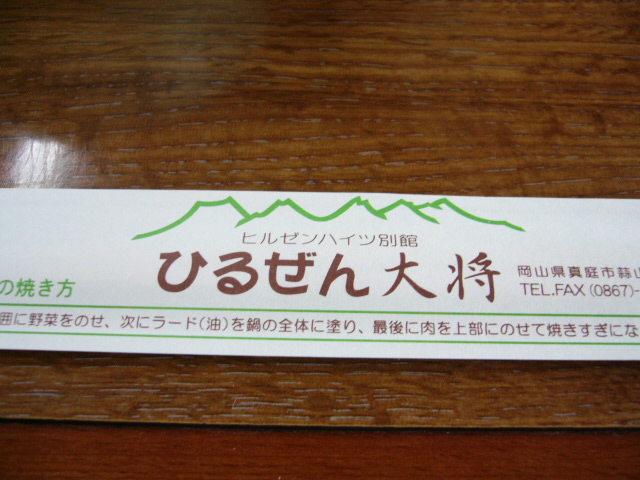 ヒルゼンハイツ別館
ひるぜん大将
の焼き方
岡山県真庭市蒜山
TEL.FAX(0867)-
囲に野菜をのせ、次にラード(油)を鍋の全体に塗り、最後に肉を上部にのせて焼きすぎにな